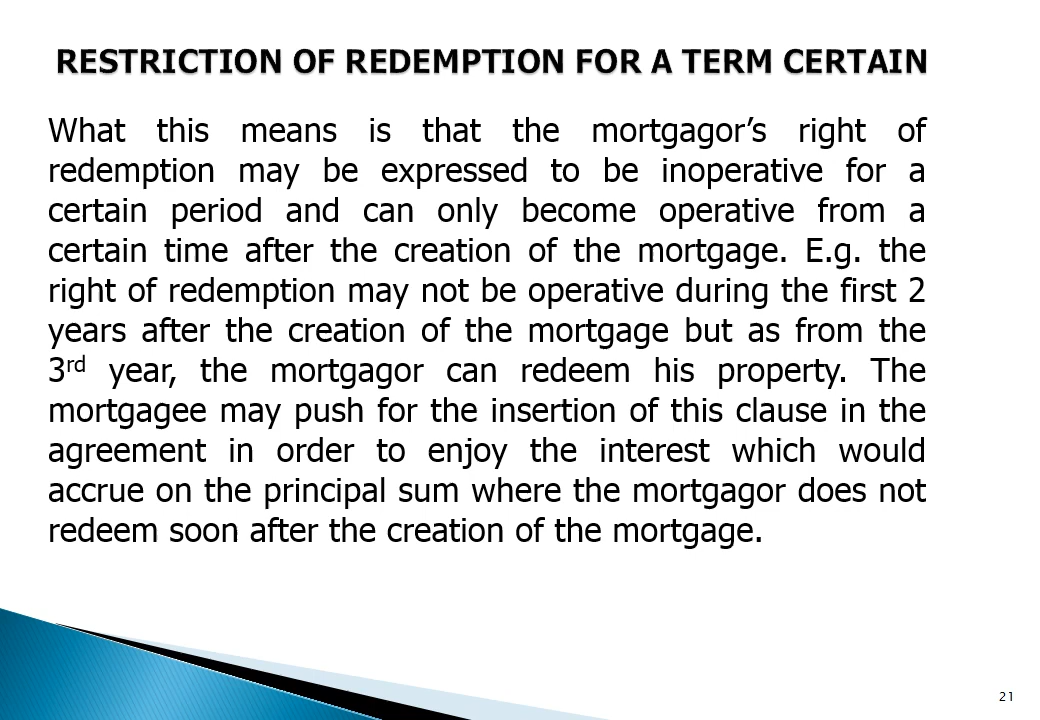 RESTRICTION OF REDEMPTION FOR A TERM CERTAIN
What this means is that the mortgagor’s right of
redemption may be expressed to be inoperative for a
certain period and can only become operative from a
certain time after the creation of the mortgage. E.g. the
right of redemption may not be operative during the first 2
years after the creation of the mortgage but as from the
3rd year, the mortgagor can redeem his property. The
mortgagee may push for the insertion of this clause in the
agreement in order to enjoy the interest which would
accrue on the principal sum where the mortgagor does not
redeem soon after the creation of the mortgage.
21